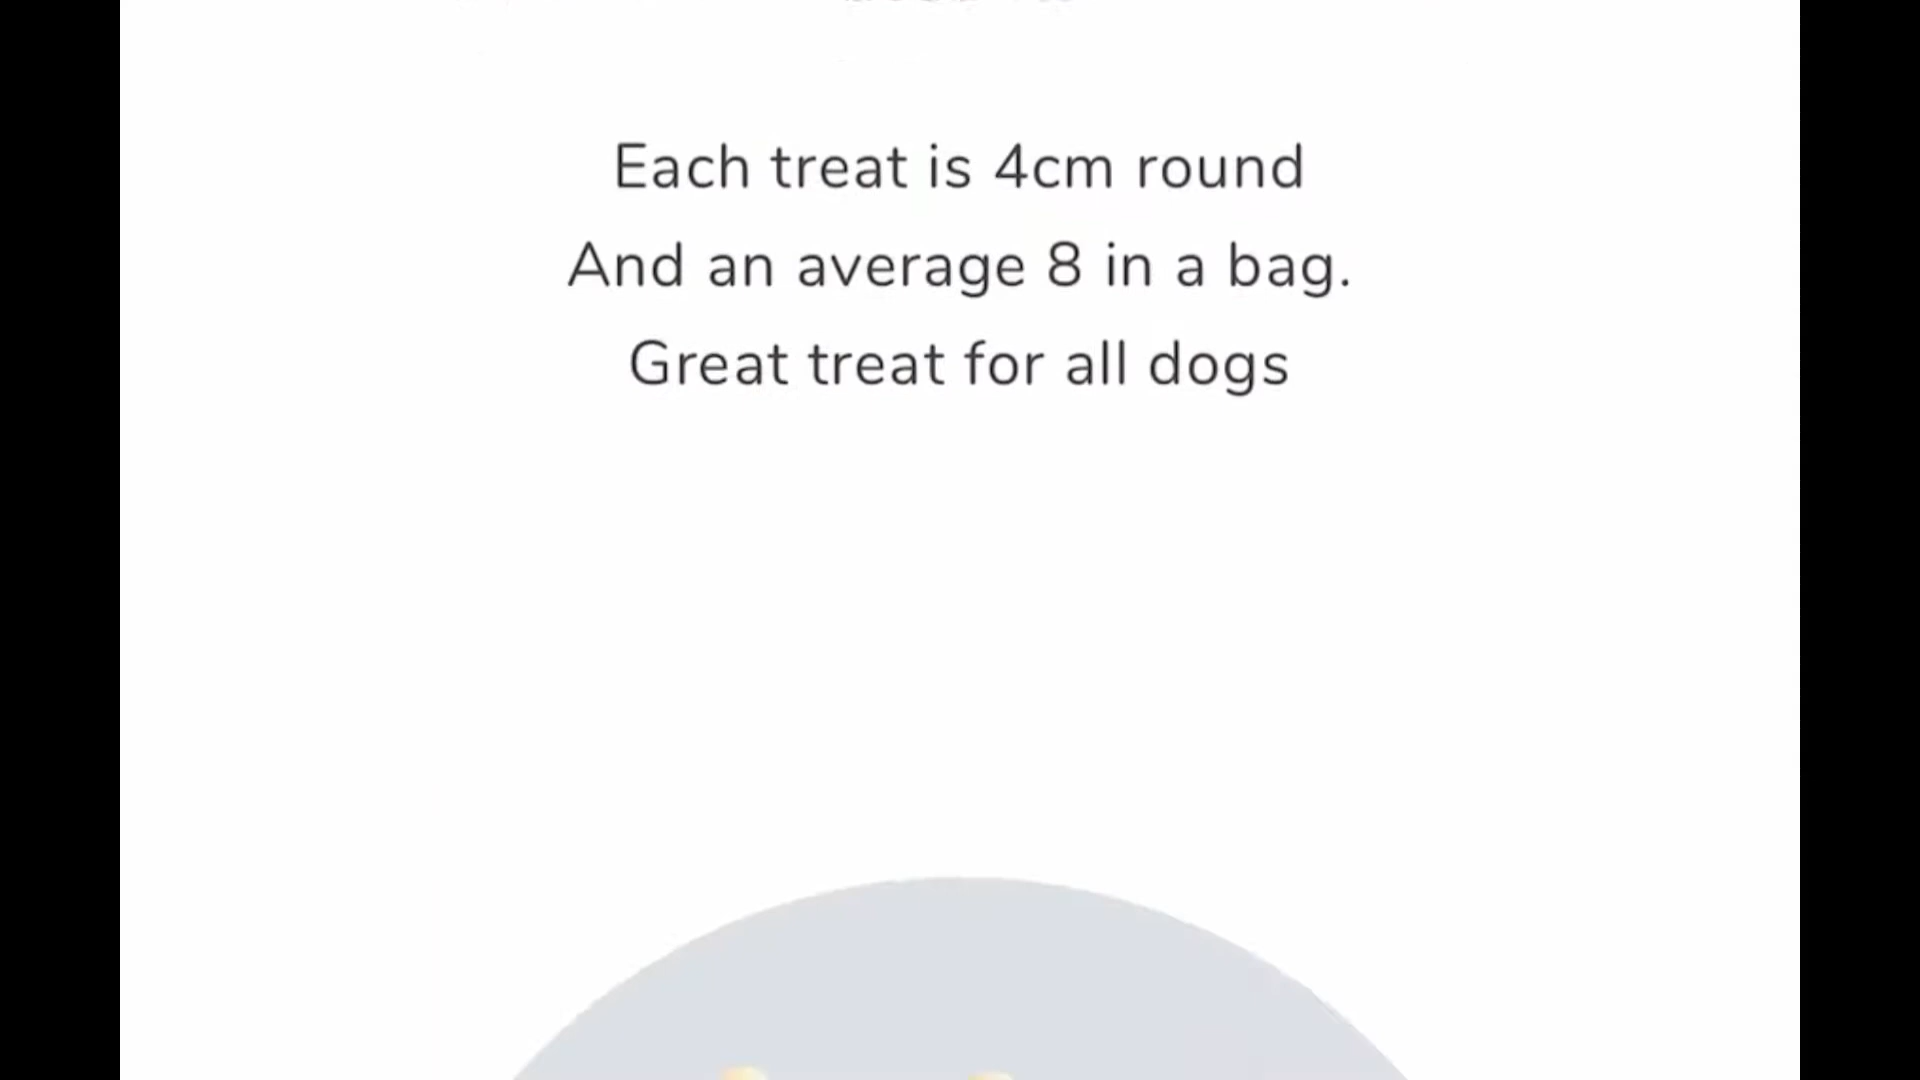 Each treat is 4cm round
And an average 8 in a bag.
Great treat for all dogs